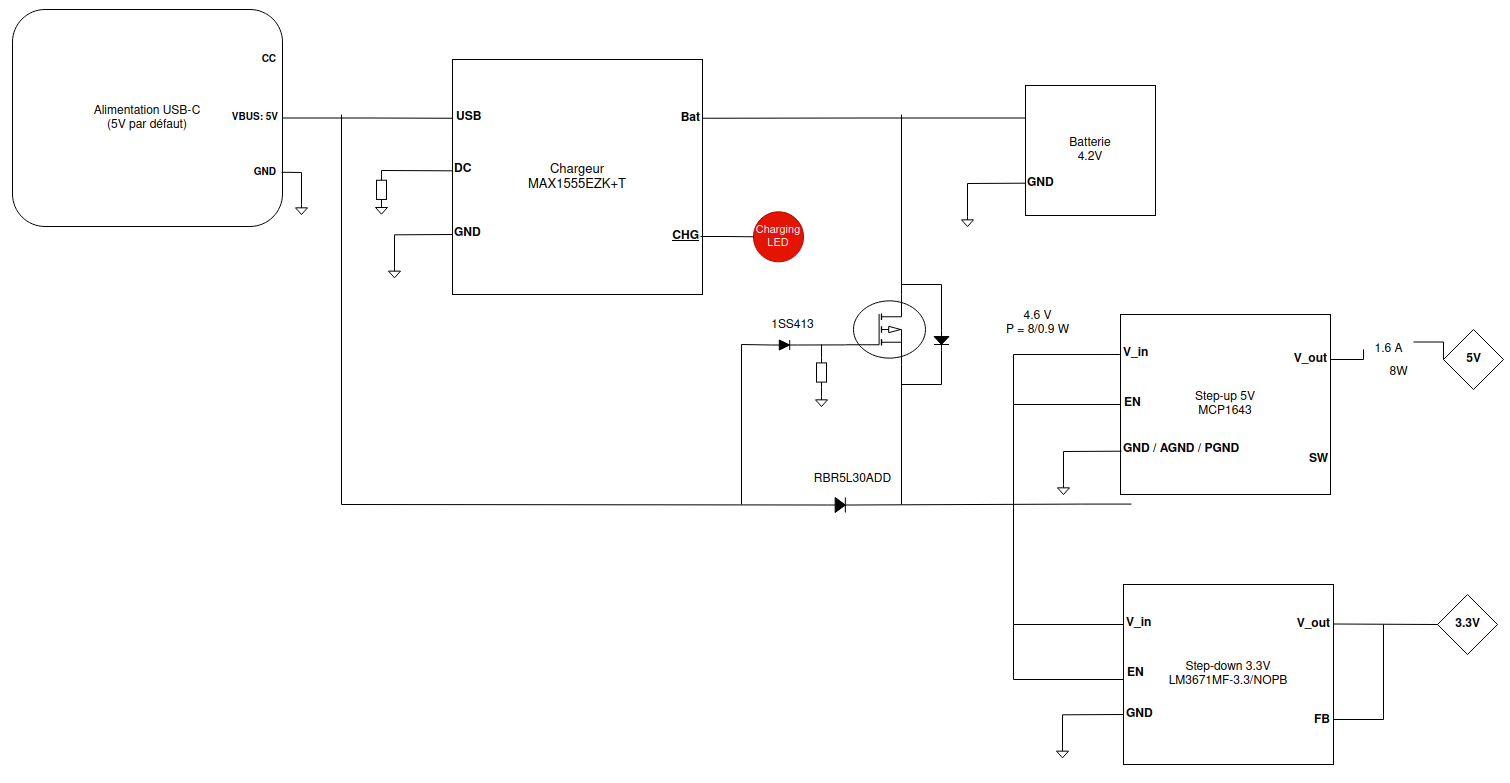 CC
Alimentation USB-C
(5V par défaut)
VBUS: 5V
GND
USB
Bat
DC
Chargeur
MAX1555EZK+T
GND
CHG
Charging
LED
Batterie
4.2V
GND
1SS413
4.6 V
P = 8/0.9 W
V_in
V_out
1.6 A
8W
5V
EN
Step-up 5V
MCP1643
GND / AGND / PGND
SW
RBR5L30ADD
V_in
V_out
3.3V
EN
Step-down 3.3V
LM3671MF-3.3/NOPB
GND
FB